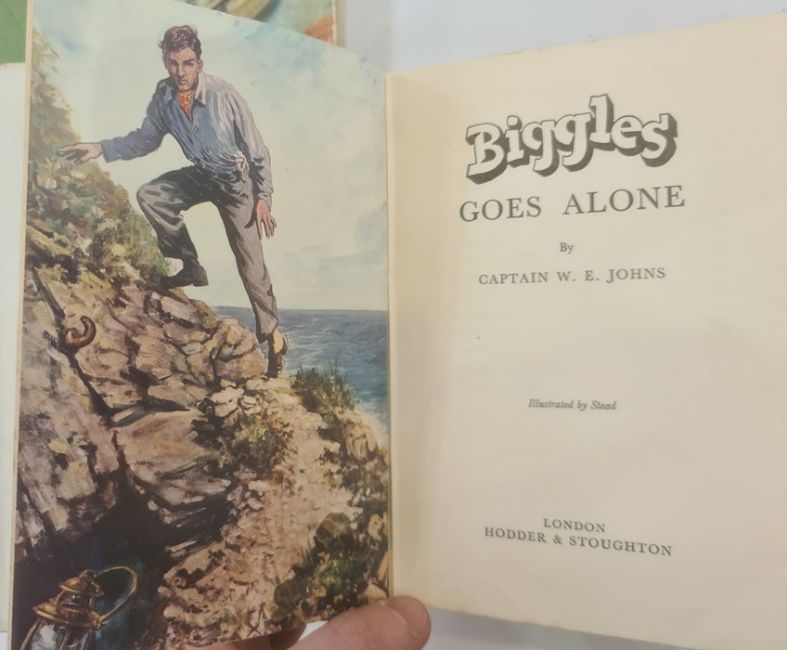 Biggles
GOES ALONE
By
CAPTAIN W. E. JOHNS
Illustrated by Stead
LONDON
HODDER & STOUGHTON